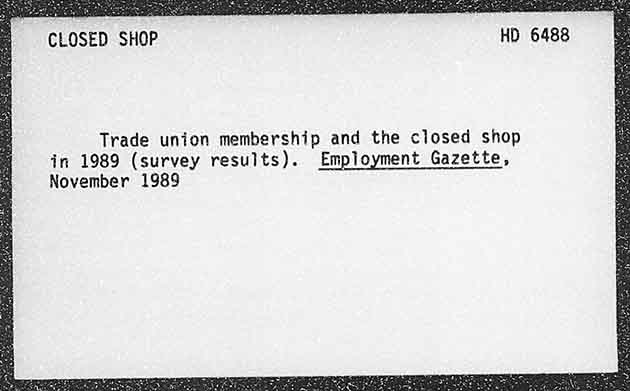 CLOSED SHOP HD 6488
Trade union membership and the closed shop
in 1989 (survey results). Employment Gazette,
November 1989